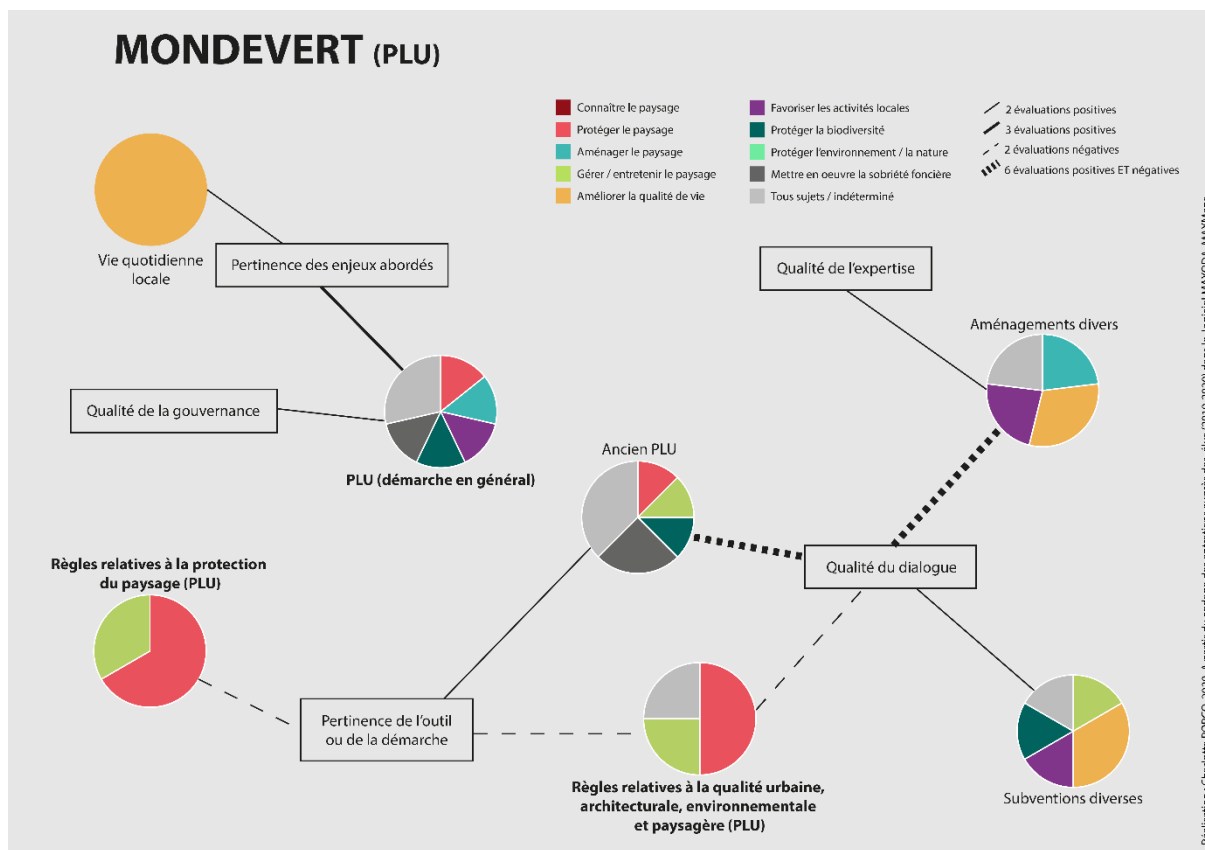 MONDEVERT (PLU)
Connaître le paysage
Protéger le paysage
Aménager le paysage
Gérer / entretenir le paysage
Améliorer la qualité de vie
Favoriser les activités locales
Protéger la biodiversité
Protéger l'environnement / la nature
Mettre en oeuvre la sobriété foncière
Tous sujets / indéterminé
2 évaluations positives
3 évaluations positives
2 évaluations négatives
6 évaluations positives ET négatives
Vie quotidienne
locale
Pertinence des enjeux abordés
Qualité de l'expertise
Aménagements divers
Qualité de la gouvernance
PLU (démarche en général)
Ancien PLU
Règles relatives à la protection
du paysage (PLU)
Qualité du dialogue
Pertinence de l'outil
ou de la démarche
Règles relatives à la qualité urbaine,
architecturale, environnementale
et paysagère (PLU)
Subventions diverses